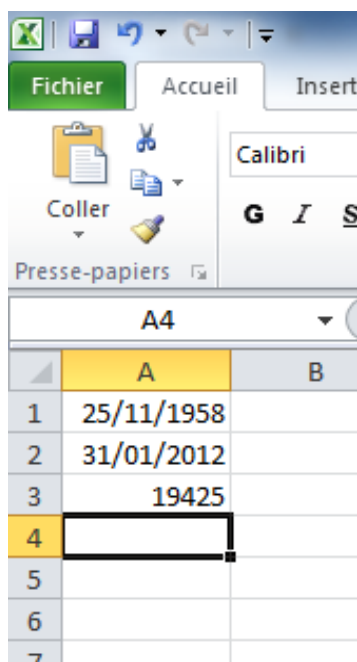 Fichier Accueil Insert
Calibri
Coller
G I S
Presse-papiers
A4
A B
1 25/11/1958
2 31/01/2012
3 19425
4
5
6
7